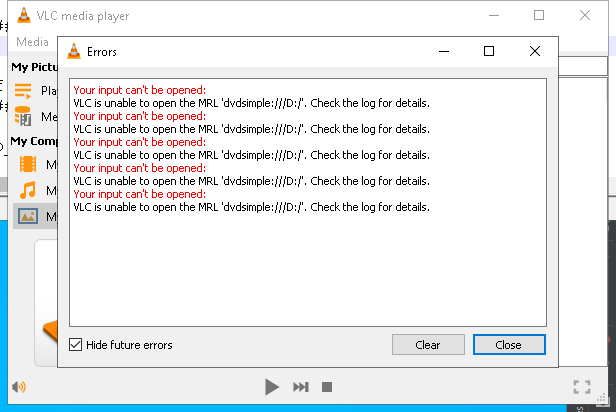 VLC media player
Media
Errors
My Pictu
Pla
Me
My Comp
M
M
My
Your input can't be opened:
VLC is unable to open the MRL 'dvdsimple:///D:/'. Check the log for details.
Your input can't be opened:
VLC is unable to open the MRL 'dvdsimple:///D:/'. Check the log for details.
Your input can't be opened:
VLC is unable to open the MRL 'dvdsimple:///D:/'. Check the log for details.
Your input can't be opened:
VLC is unable to open the MRL 'dvdsimple:///D:/'. Check the log for details.
Your input can't be opened:
VLC is unable to open the MRL 'dvdsimple:///D:/'. Check the log for details.
Hide future errors
Clear
Close